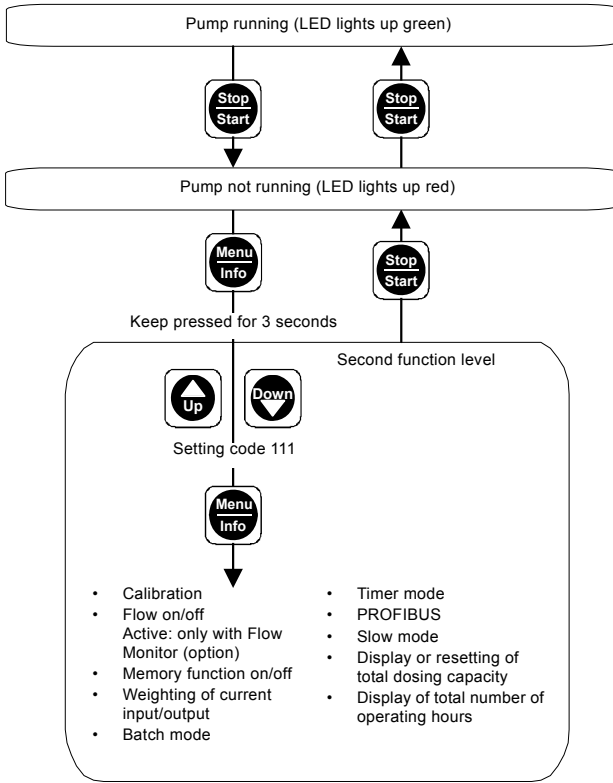 Pump running (LED lights up green)
Stop
Start
Stop
Start
Pump not running (LED lights up red)
Menu
Info
Stop
Start
Keep pressed for 3 seconds
Second function level
Up
Down
Setting code 111
Menu
Info
• Calibration
• Flow on/off
Active: only with Flow
Monitor (option)
• Memory function on/off
• Weighting of current
input/output
• Batch mode
• Timer mode
• PROFIBUS
• Slow mode
• Display or resetting of
total dosing capacity
• Display of total number of
operating hours